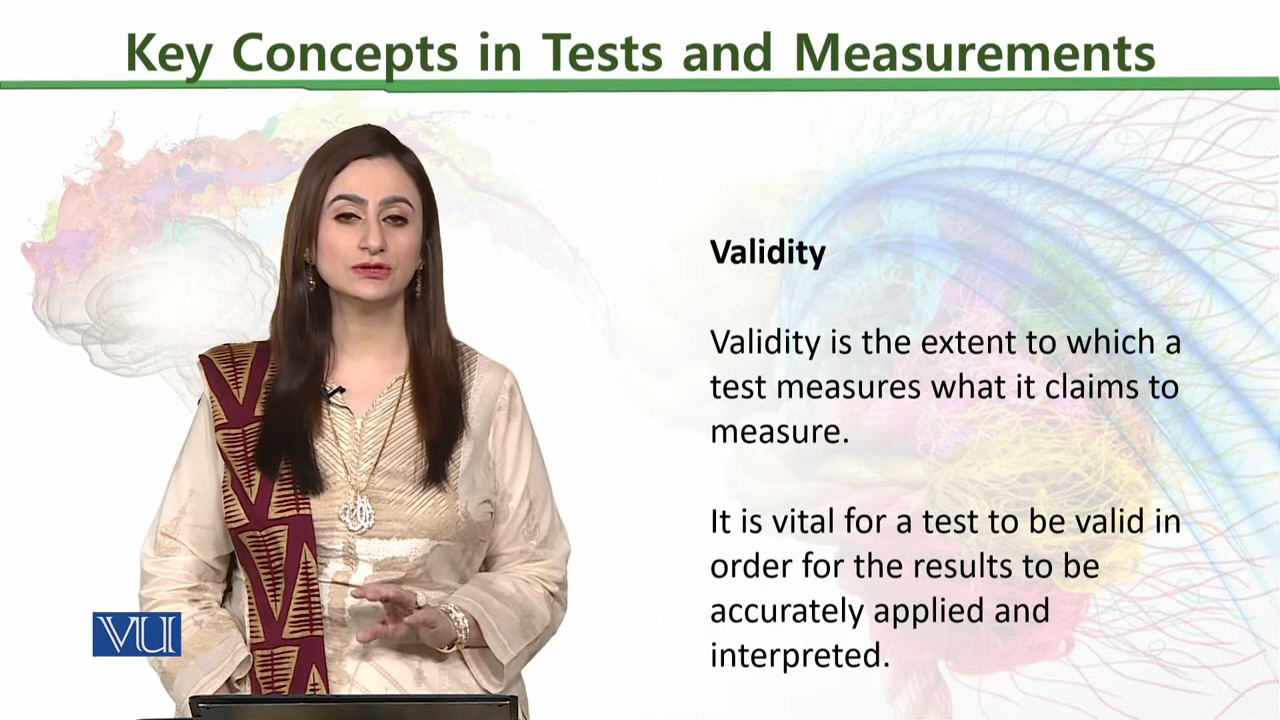 Key Concepts in Tests and Measurements
Validity
Validity is the extent to which a
test measures what it claims to
measure.
It is vital for a test to be valid in
order for the results to be
accurately applied and
interpreted.
VU